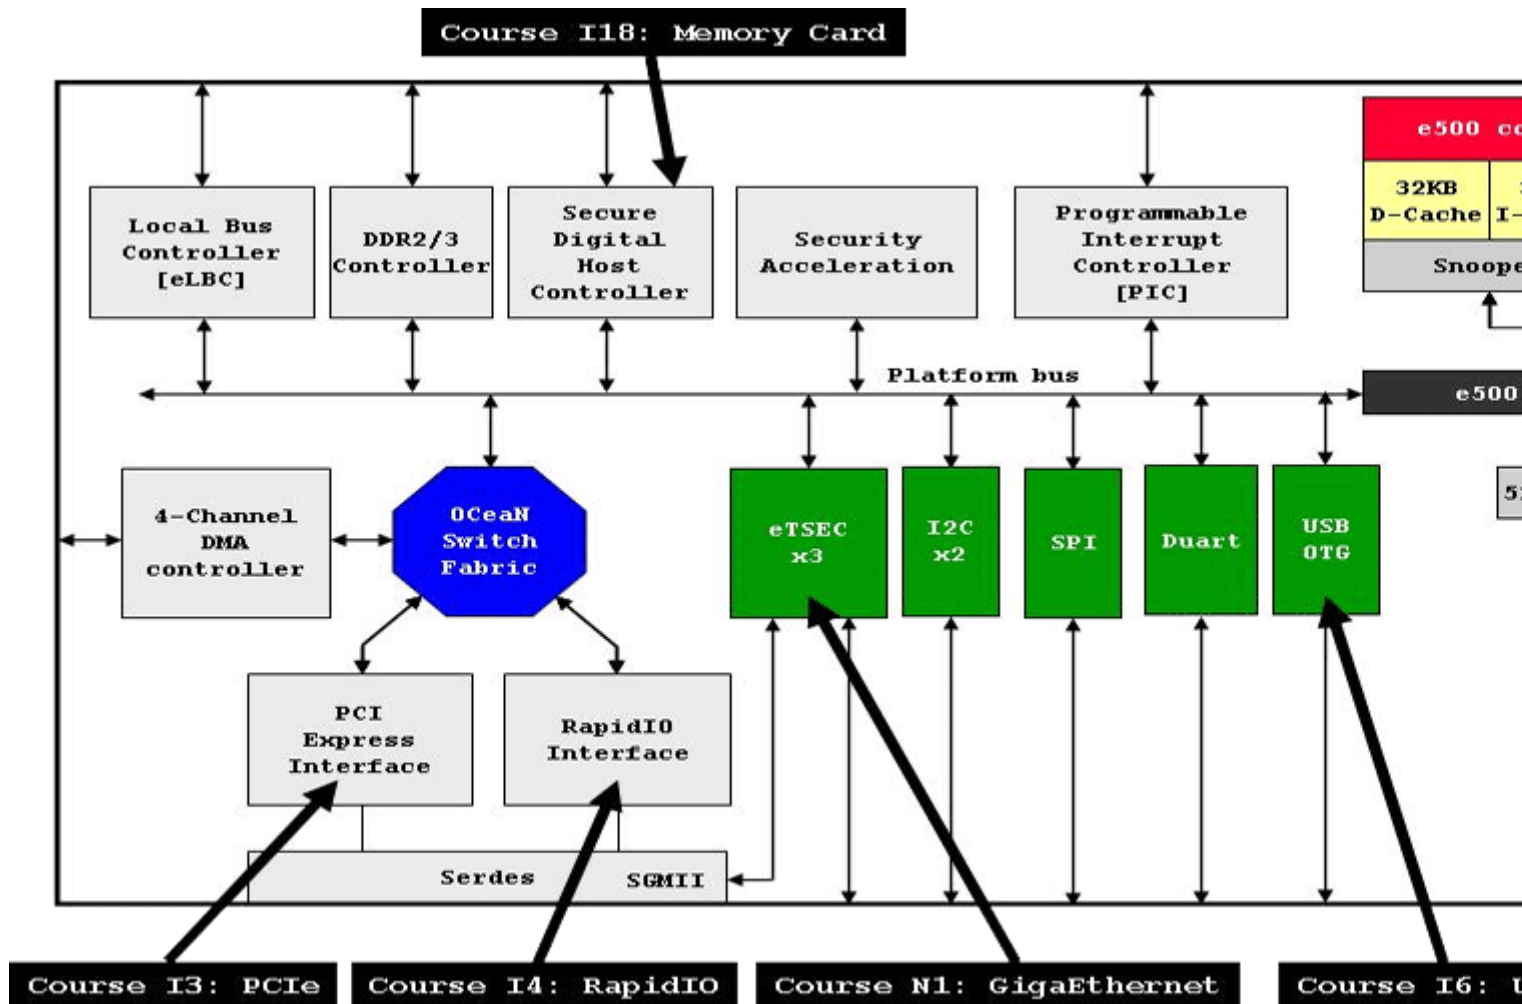 Course I18: Memory Card
e500
32KB
D-Cache
Local Bus
Controller
[eLBC]
DDR2/3
Controller
Secure
Digital
Host
Controller
Security
Acceleration
Programmable
Interrupt
Controller
[PIC]
Platform bus
e500
4-Channel
DMA
controller
OCeaN
Switch
Fabric
eTSEC
x3
I2C
x2
SPI
Duart
USB
OTG
PCI
Express
Interface
RapidIO
Interface
Serdes
SGMII
Course I3: PCIe
Course I4: RapidIO
Course N1: GigaEthernet
Course I6: